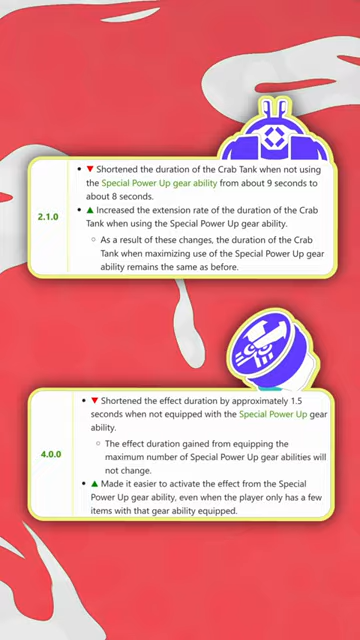 ▼ Shortened the duration of the Crab Tank when not using
the Special Power Up gear ability from about 9 seconds to
about 8 seconds.
2.1.0
▲ Increased the extension rate of the duration of the Crab
Tank when using the Special Power Up gear ability.
As a result of these changes, the duration of the Crab
Tank when maximizing use of the Special Power Up gear
ability remains the same as before.
▼ Shortened the effect duration by approximately 1.5
seconds when not equipped with the Special Power Up gear
ability.
4.0.0
The effect duration gained from equipping the
maximum number of Special Power Up gear abilities will
not change.
▲ Made it easier to activate the effect from the Special
Power Up gear ability, even when the player only has a few
items with that gear ability equipped.